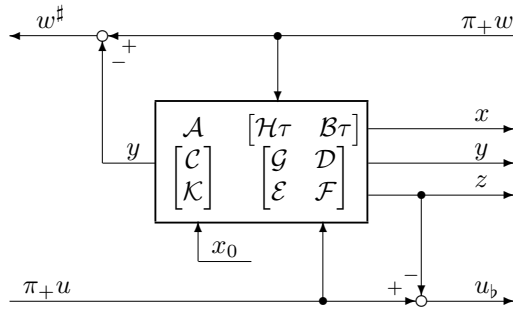 w♯ + π₊w
−
y 𝒜 [ℋτ ℬτ] x
[𝒞 [𝒢 𝒟 y
𝒦] ℰ ℱ] z
x₀ −
π₊u + u♭